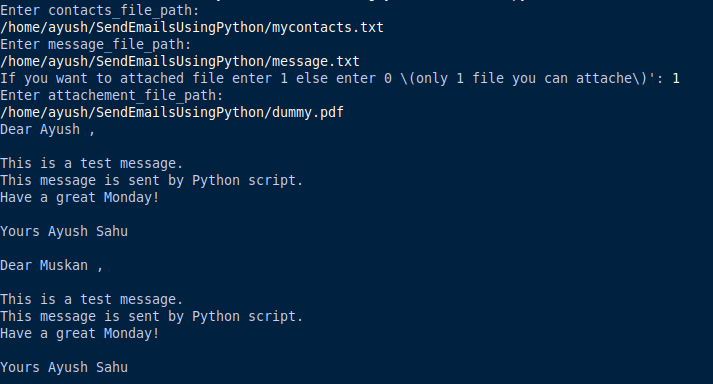 Enter contacts_file_path:
/home/ayush/SendEmailsUsingPython/mycontacts.txt
Enter message_file_path:
/home/ayush/SendEmailsUsingPython/message.txt
If you want to attached file enter 1 else enter 0 \(only 1 file you can attache\)': 1
Enter attachement_file_path:
/home/ayush/SendEmailsUsingPython/dummy.pdf
Dear Ayush ,
This is a test message.
This message is sent by Python script.
Have a great Monday!
Yours Ayush Sahu
Dear Muskan ,
This is a test message.
This message is sent by Python script.
Have a great Monday!
Yours Ayush Sahu